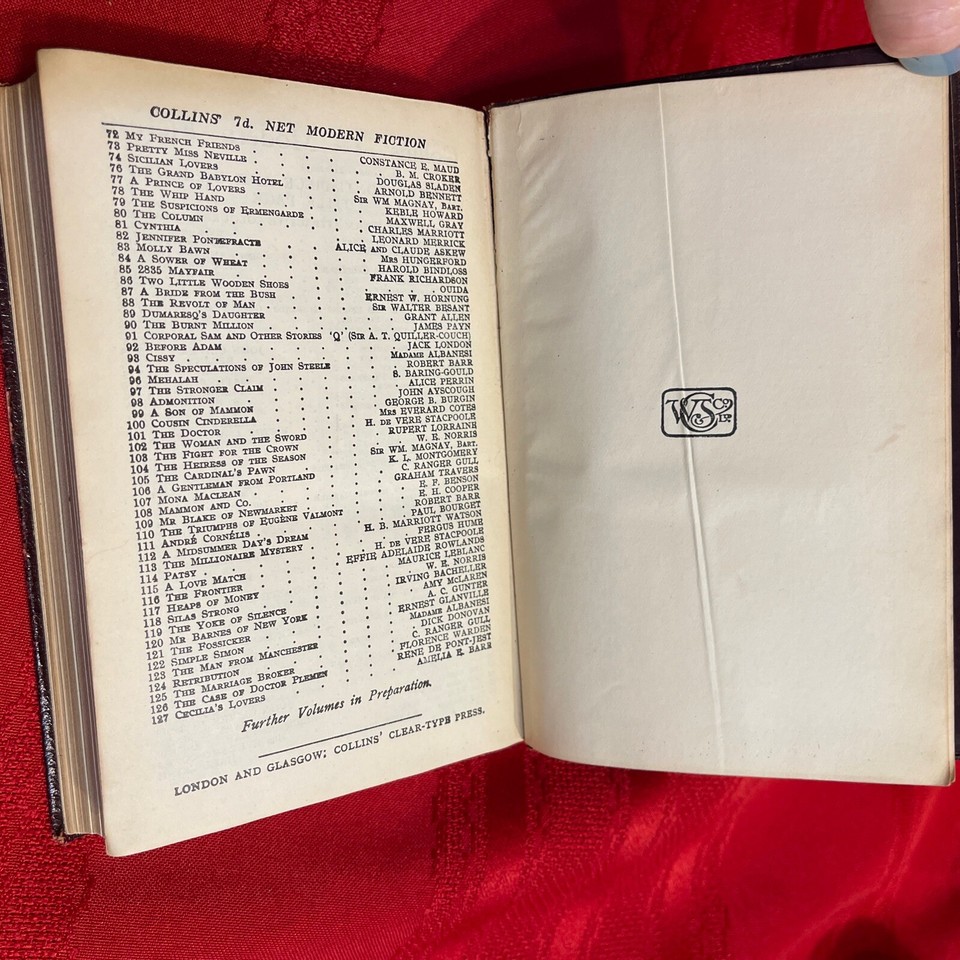 COLLINS' 7d. NET MODERN FICTION
72 MY FRENCH FRIENDS . . . CONSTANCE E. MAUD
73 PRETTY MISS NEVILLE . . . B. M. CROKER
74 SICILIAN LOVERS . . . DOUGLAS SLADEN
76 THE GRAND BABYLON HOTEL . . . ARNOLD BENNETT
77 A PRINCE OF LOVERS . . . SIR WM MAGNAY, BART.
78 THE WHIP HAND . . . KEBLE HOWARD
79 THE SUSPICIONS OF ERMENGARDE . . . MAXWELL GRAY
80 THE COLUMN . . . CHARLES MARRIOTT
81 CYNTHIA . . . LEONARD MERRICK
82 JENNIFER PONTEFRACTE . . . ALICE AND CLAUDE ASKEW
83 MOLLY BAWN . . . MRS HUNGERFORD
84 A SOWER OF WHEAT . . . HAROLD BINDLOSS
85 2835 MAYFAIR . . . FRANK RICHARDSON
86 TWO LITTLE WOODEN SHOES . . . OUIDA
87 A BRIDE FROM THE BUSH . . . ERNEST W. HORNUNG
88 THE REVOLT OF MAN . . . SIR WALTER BESANT
89 DUMARESQ'S DAUGHTER . . . GRANT ALLEN
90 THE BURNT MILLION . . . JAMES PAYN
91 CORPORAL SAM AND OTHER STORIES 'Q' (SIR A. T. QUILLER-COUCH)
92 BEFORE ADAM . . . JACK LONDON
93 CISSY . . . MADAME ALBANESI
94 THE SPECULATIONS OF JOHN STEELE . . . ROBERT BARR
96 MEHALAH . . . S. BARING-GOULD
97 THE STRONGER CLAIM . . . ALICE PERRIN
98 ADMONITION . . . JOHN AYSCOUGH
99 A SON OF MAMMON . . . GEORGE B. BURGIN
100 COUSIN CINDERELLA . . . MRS EVERARD COTES
101 THE DOCTOR . . . H. DE VERE STACPOOLE
102 THE WOMAN AND THE SWORD . . . RUPERT LORRAINE
103 THE FIGHT FOR THE CROWN . . . W. E. NORRIS
104 THE HEIRESS OF THE SEASON . . . SIR WM. MAGNAY, BART.
105 THE CARDINAL'S PAWN . . . K. L. MONTGOMERY
106 A GENTLEMAN FROM PORTLAND . . . C. RANGER GULL
107 MONA MACLEAN . . . GRAHAM TRAVERS
108 MAMMON AND CO. . . . E. F. BENSON
109 MR BLAKE OF NEWMARKET . . . E. H. COOPER
110 THE TRIUMPHS OF EUGÈNE VALMONT . . . ROBERT BARR
111 ANDRÉ CORNÉLIS . . . PAUL BOURGET
112 A MIDSUMMER DAY'S DREAM . . . H. B. MARRIOTT WATSON
113 THE MILLIONAIRE MYSTERY . . . FERGUS HUME
114 PATSY . . . H. DE VERE STACPOOLE
115 A LOVE MATCH . . . EFFIE ADELAIDE ROWLANDS
116 THE FRONTIER . . . MAURICE LEBLANC
117 HEAPS OF MONEY . . . W. E. NORRIS
118 SILAS STRONG . . . IRVING BACHELLER
119 THE YOKE OF SILENCE . . . AMY MCLAREN
120 MR BARNES OF NEW YORK . . . A. C. GUNTER
121 THE FOSSICKER . . . ERNEST GLANVILLE
122 SIMPLE SIMON . . . MADAME ALBANESI
123 THE MAN FROM MANCHESTER . . . DICK DONOVAN
124 RETRIBUTION . . . C. RANGER GULL
125 THE MARRIAGE BROKER . . . FLORENCE WARDEN
126 THE CASE OF DOCTOR PLEMEN . . . RENE DE PONT-JEST
127 CECILIA'S LOVERS . . . AMELIA E. BARR
Further Volumes in Preparation.
LONDON AND GLASGOW; COLLINS' CLEAR-TYPE PRESS.
WS & Co LD.